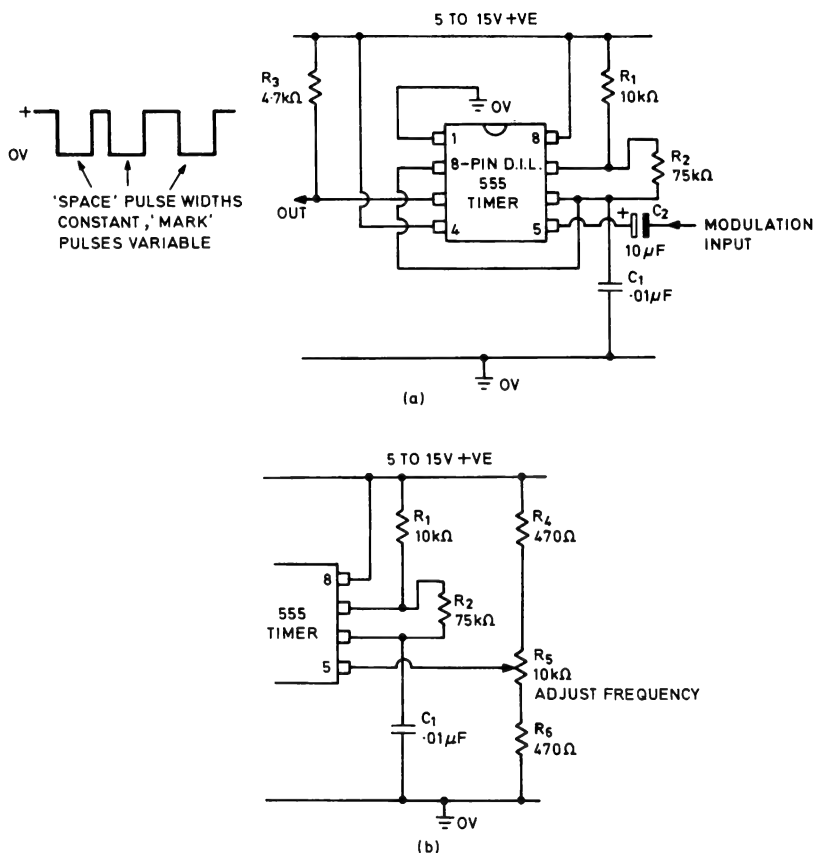 5 TO 15V +VE
R3
4·7kΩ
R1
10kΩ
0V
+
0V
1
8
8-PIN D.I.L.
555
TIMER
R2
75kΩ
OUT
4
5
+
C2
10µF
MODULATION
INPUT
'SPACE' PULSE WIDTHS
CONSTANT, 'MARK'
PULSES VARIABLE
C1
·01µF
0V
(a)
5 TO 15V +VE
R1
10kΩ
R4
470Ω
8
555
TIMER
R2
75kΩ
5
R5
10kΩ
ADJUST FREQUENCY
C1
·01µF
R6
470Ω
0V
(b)